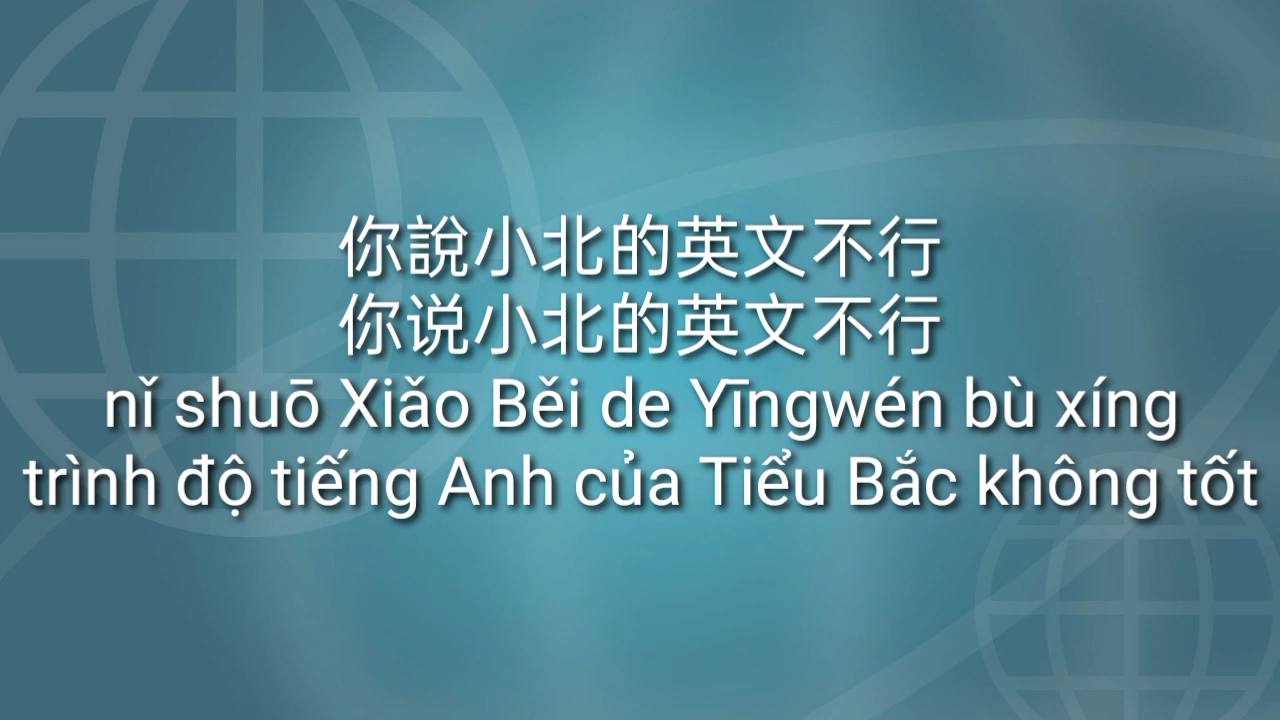 你說小北的英文不行
你说小北的英文不行
nǐ shuō Xiǎo Běi de Yīngwén bù xíng
trình độ tiếng Anh của Tiểu Bắc không tốt